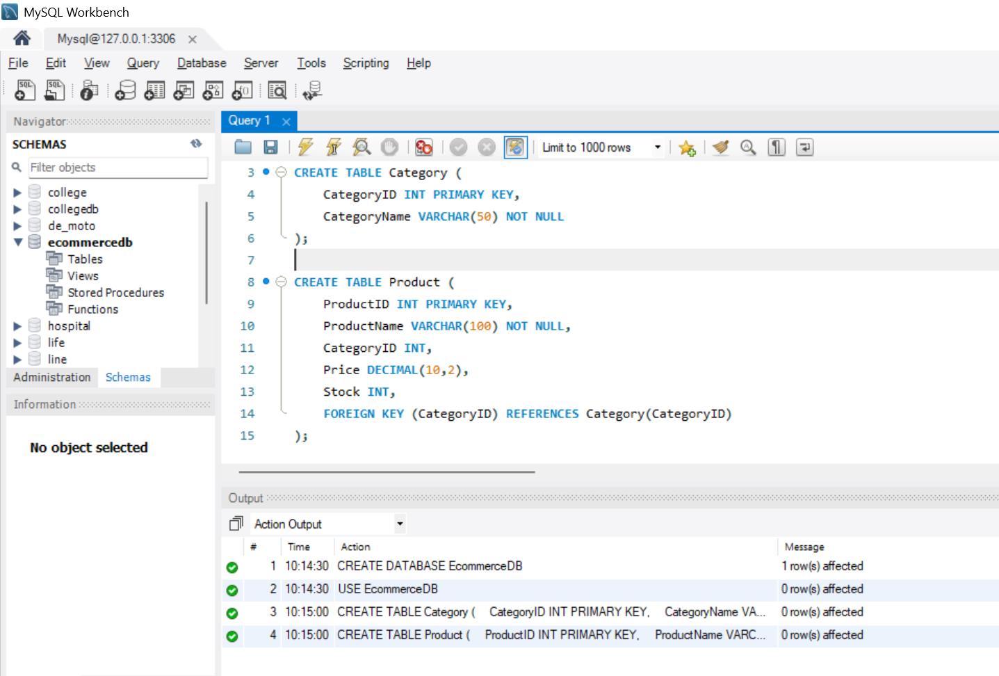 MySQL Workbench
Mysql@127.0.0.1:3306
File Edit View Query Database Server Tools Scripting Help
SQL SQL
Navigator
SCHEMAS
Filter objects
college
collegedb
de_moto
ecommercedb
Tables
Views
Stored Procedures
Functions
hospital
life
line
Administration Schemas
Information
No object selected
Query 1
Limit to 1000 rows
3 CREATE TABLE Category (
4 CategoryID INT PRIMARY KEY,
5 CategoryName VARCHAR(50) NOT NULL
6 );
7
8 CREATE TABLE Product (
9 ProductID INT PRIMARY KEY,
10 ProductName VARCHAR(100) NOT NULL,
11 CategoryID INT,
12 Price DECIMAL(10,2),
13 Stock INT,
14 FOREIGN KEY (CategoryID) REFERENCES Category(CategoryID)
15 );
Output
Action Output
# Time Action Message
1 10:14:30 CREATE DATABASE EcommerceDB 1 row(s) affected
2 10:14:30 USE EcommerceDB 0 row(s) affected
3 10:15:00 CREATE TABLE Category ( CategoryID INT PRIMARY KEY, CategoryName VA... 0 row(s) affected
4 10:15:00 CREATE TABLE Product ( ProductID INT PRIMARY KEY, ProductName VARC... 0 row(s) affected